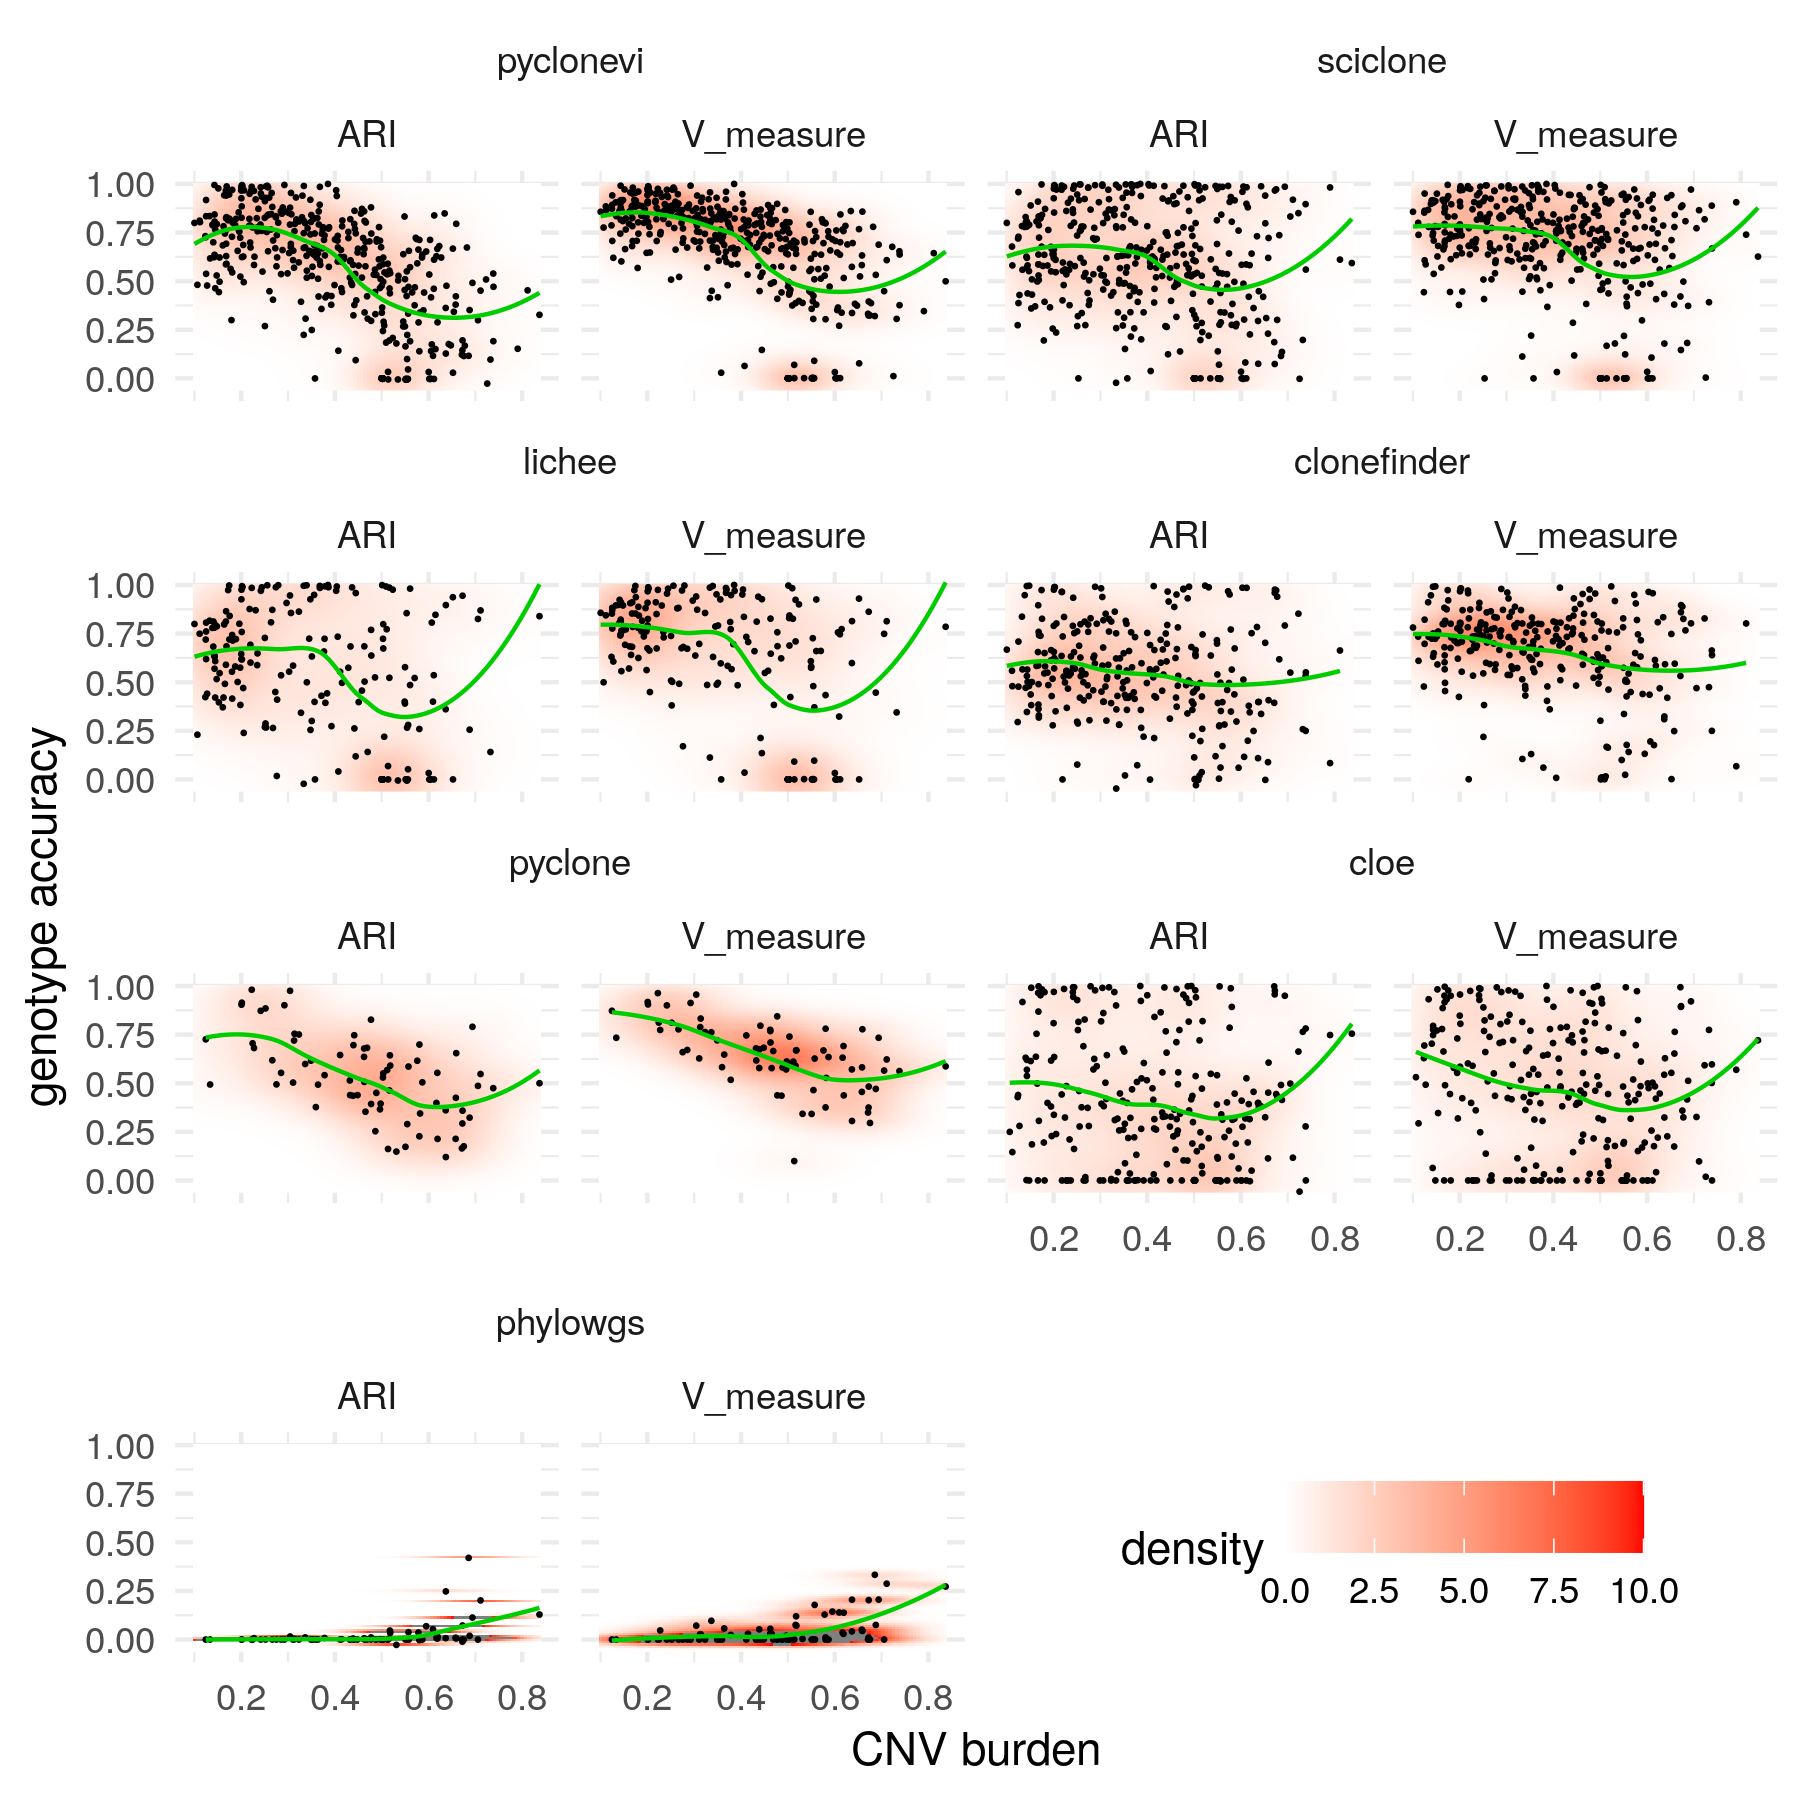 pyclonevi
sciclone
ARI
V_measure
ARI
V_measure
1.00
0.75
0.50
0.25
0.00
lichee
clonefinder
ARI
V_measure
ARI
V_measure
1.00
0.75
0.50
0.25
0.00
genotype accuracy
pyclone
cloe
ARI
V_measure
ARI
V_measure
1.00
0.75
0.50
0.25
0.00
0.2 0.4 0.6 0.8
0.2 0.4 0.6 0.8
phylowgs
ARI
V_measure
1.00
0.75
0.50
0.25
0.00
0.2 0.4 0.6 0.8
0.2 0.4 0.6 0.8
density
0.0 2.5 5.0 7.5 10.0
CNV burden